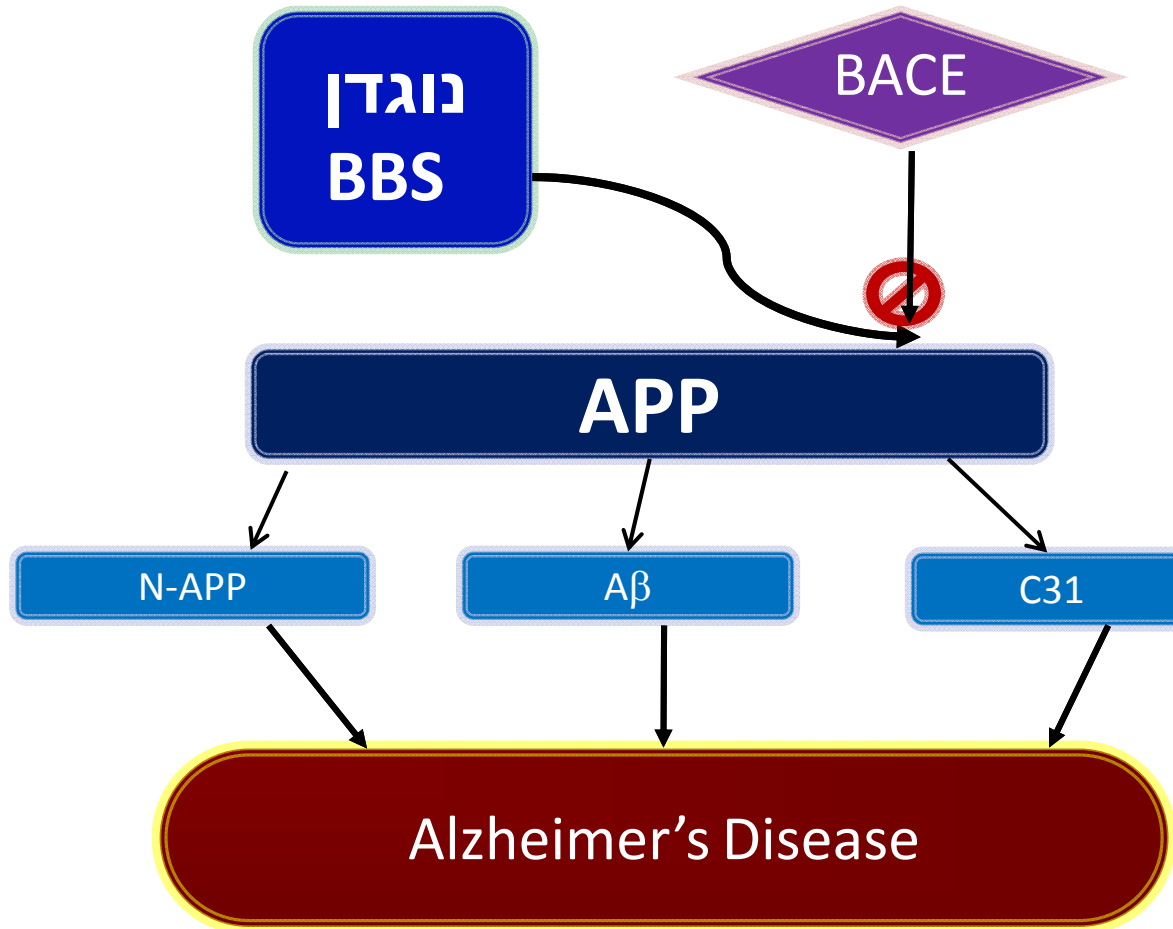 נוגדן
BBS
BACE
APP
N-APP
Aβ
C31
Alzheimer’s Disease